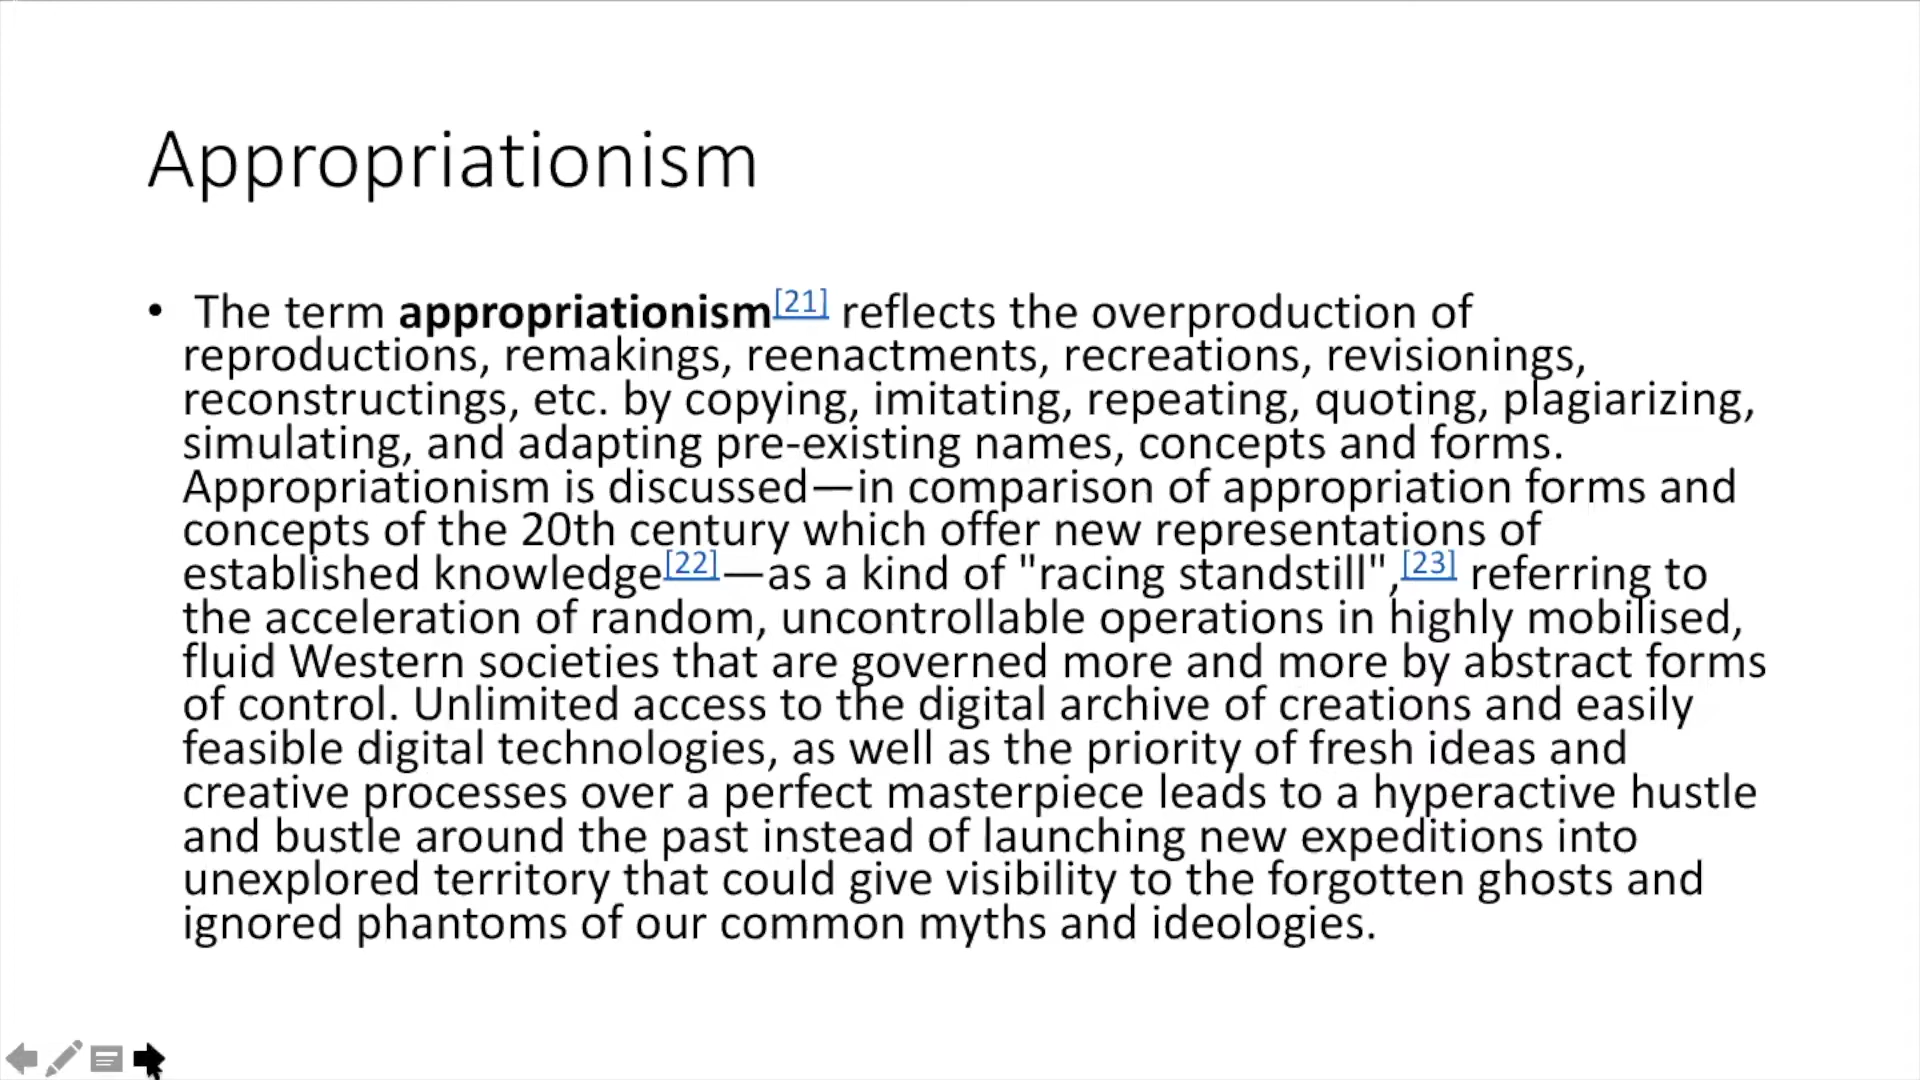 Appropriationism
• The term appropriationism[21] reflects the overproduction of
reproductions, remakings, reenactments, recreations, revisionings,
reconstructings, etc. by copying, imitating, repeating, quoting, plagiarizing,
simulating, and adapting pre-existing names, concepts and forms.
Appropriationism is discussed—in comparison of appropriation forms and
concepts of the 20th century which offer new representations of
established knowledge[22]—as a kind of "racing standstill",[23] referring to
the acceleration of random, uncontrollable operations in highly mobilised,
fluid Western societies that are governed more and more by abstract forms
of control. Unlimited access to the digital archive of creations and easily
feasible digital technologies, as well as the priority of fresh ideas and
creative processes over a perfect masterpiece leads to a hyperactive hustle
and bustle around the past instead of launching new expeditions into
unexplored territory that could give visibility to the forgotten ghosts and
ignored phantoms of our common myths and ideologies.